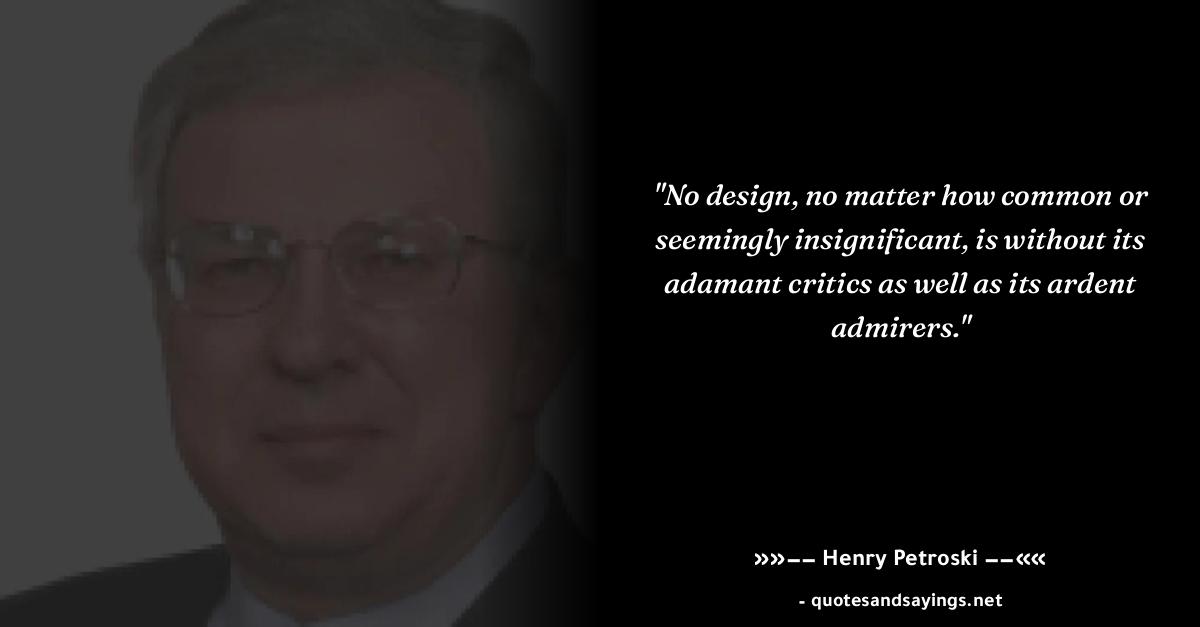 "No design, no matter how common or
seemingly insignificant, is without its
adamant critics as well as its ardent
admirers."
»»—— Henry Petroski ——««
- quotesandsayings.net